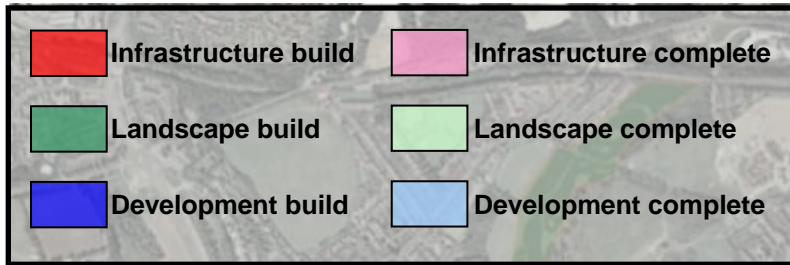 Infrastructure build
Infrastructure complete
Landscape build
Landscape complete
Development build
Development complete